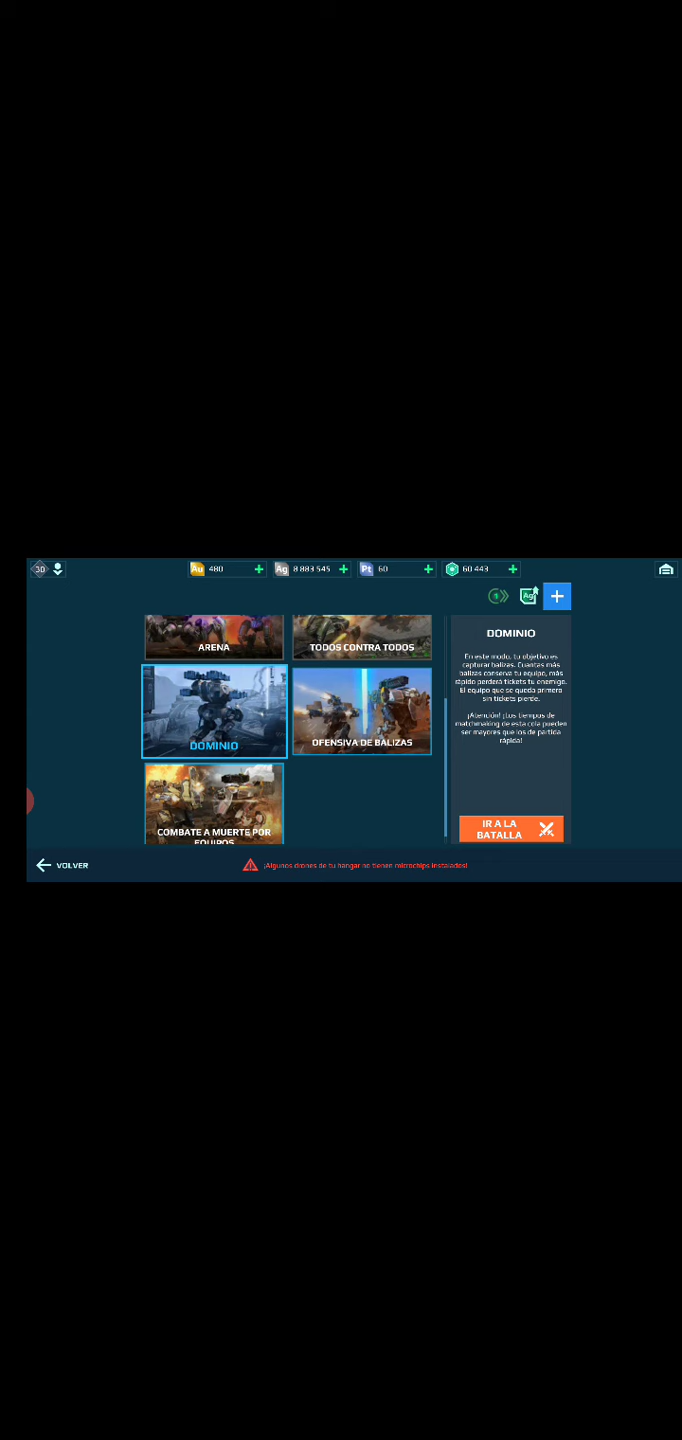 30
Au 480
Ag 8 883 545
Pt 60
60 443
1
Ag
ARENA
TODOS CONTRA TODOS
DOMINIO
OFENSIVA DE BALIZAS
COMBATE A MUERTE POR
EQUIPOS
DOMINIO
En este modo, tu objetivo es
capturar balizas. Cuantas más
balizas conserva tu equipo, más
rápido perderá tickets tu enemigo.
El equipo que se queda primero
sin tickets pierde.
¡Atención! ¡Los tiempos de
matchmaking de esta cola pueden
ser mayores que los de partida
rápida!
IR A LA
BATALLA
VOLVER
¡Algunos drones de tu hangar no tienen microchips instalados!